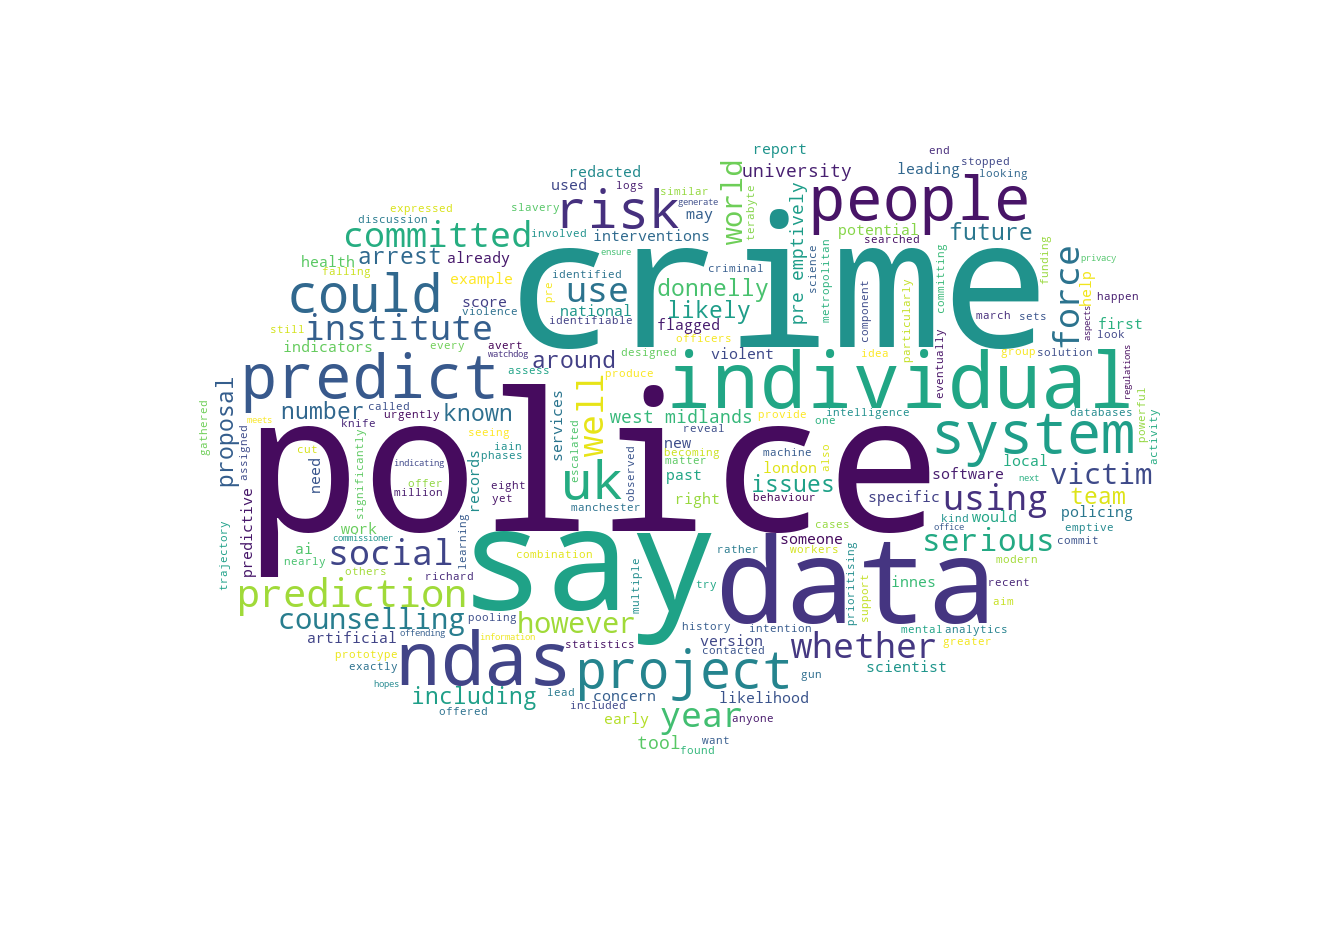 end
report
stopped
world
university
leading
looking
redacted
used
logs
similar
generate
terabyte
risk
may
pre emptively
people
slavery
expressed
discussion
involved
interventions
committed
potential
searched
future
crime
arrest
already
health
falling
ensure
identified
criminal
science
metropolitan
committing
funding
force
privacy
help
could
example
pre
use
donnelly
happen
score
violence
national
identifiable
likely
component
march
sets
aspects
first
look
institute
still
flagged
particularly
officers
indicators
every
avert
watchdog
around
designed
violent
idea
group
solution
eventually
regulations
predict
assess
produce
individual
proposal
gathered
number
called
urgently
known
services
well
west midlands
provide
one
intelligence
databases
powerful
activity
meets
assigned
knife
police
seeing
iain
phases
escalated
observed
reveal
new
becoming
matter
machine
also
system
cut
significantly
indicating
records
uk
london
past
issues
software
local
victim
next
need
offer
million
eight
yet
manchester
right
behaviour
specific
using
team
predictive
work
commissioner
learning
say
cases
office
kind
would
policing
emptive
commit
trajectory
ai
nearly
social
combination
rather
workers
someone
serious
modern
others
richard
multiple
try
data
prioritising
support
innes
recent
prediction
aim
counselling
pooling
however
history
intention
mental
analytics
artificial
offending
information
statistics
version
whether
greater
prototype
exactly
ndas
contacted
scientist
hopes
project
gun
including
lead
concern
likelihood
offered
included
early
year
anyone
tool
found
want